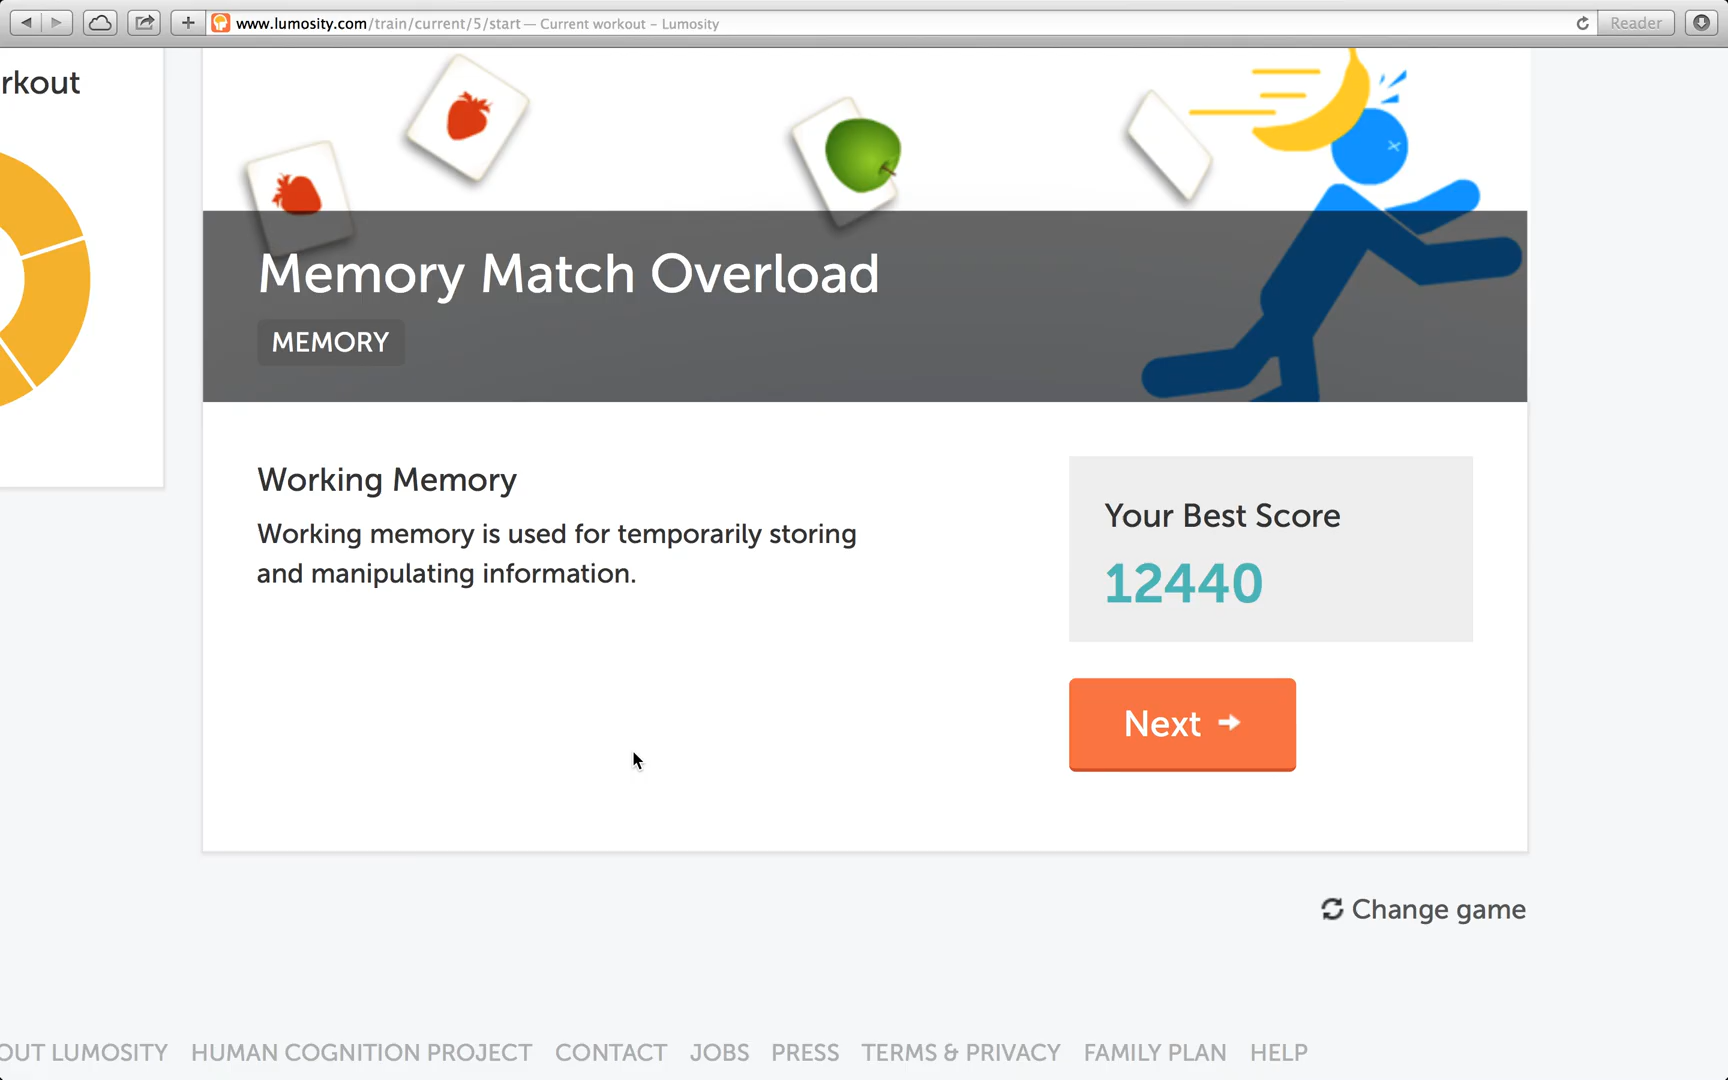 www.lumosity.com/train/current/5/start — Current workout – Lumosity
Reader
rkout
Memory Match Overload
MEMORY
Working Memory
Working memory is used for temporarily storing
and manipulating information.
Your Best Score
12440
Next
Change game
OUT LUMOSITY HUMAN COGNITION PROJECT CONTACT JOBS PRESS TERMS & PRIVACY FAMILY PLAN HELP